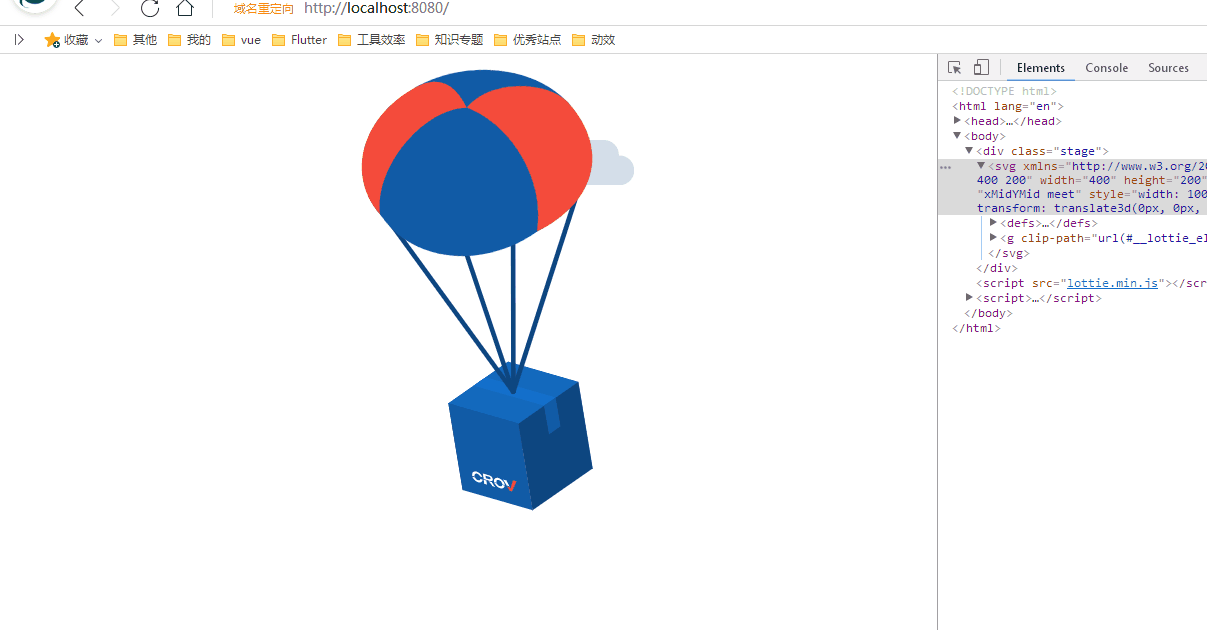 域名重定向 http://localhost:8080/
收藏 其他 我的 vue Flutter 工具效率 知识专题 优秀站点 动效
Elements Console Sources
<!DOCTYPE html>
<html lang="en">
<head>…</head>
<body>
<div class="stage">
<svg xmlns="http://www.w3.org/20
400 200" width="400" height="200"
"xMidYMid meet" style="width: 100
transform: translate3d(0px, 0px,
<defs>…</defs>
<g clip-path="url(#__lottie_el
</svg>
</div>
<script src="lottie.min.js"></scr
<script>…</script>
</body>
</html>
CROV